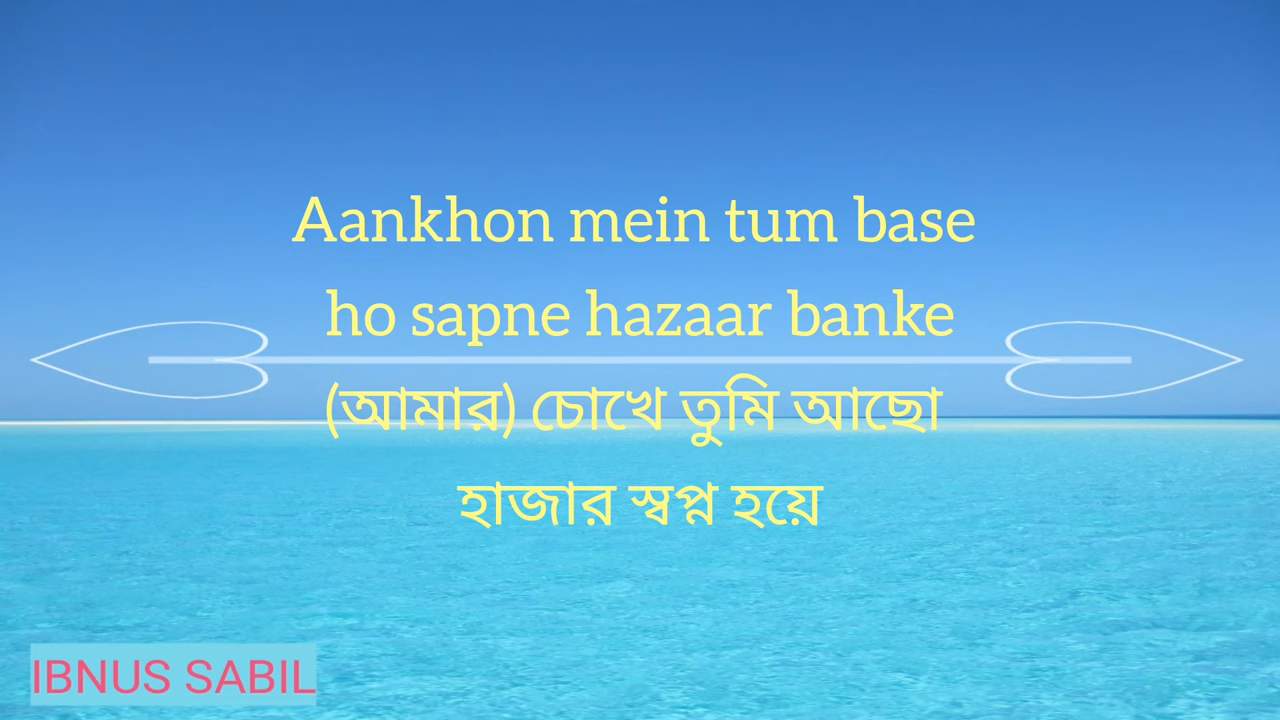 Aankhon mein tum base
ho sapne hazaar banke
(আমার) চোখে তুমি আছো
হাজার স্বপ্ন হয়ে
IBNUS SABIL